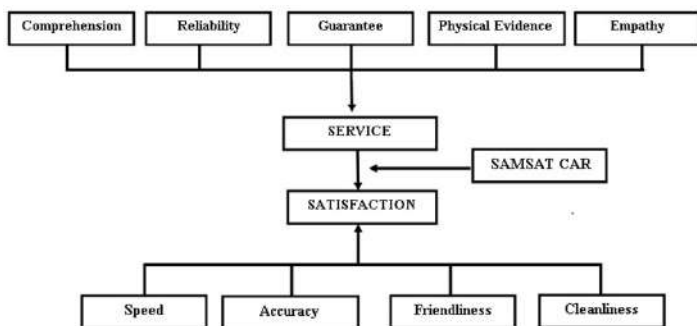 Comprehension
Reliability
Guarantee
Physical Evidence
Empathy
SERVICE
SAMSAT CAR
SATISFACTION
Speed
Accuracy
Friendliness
Cleanliness